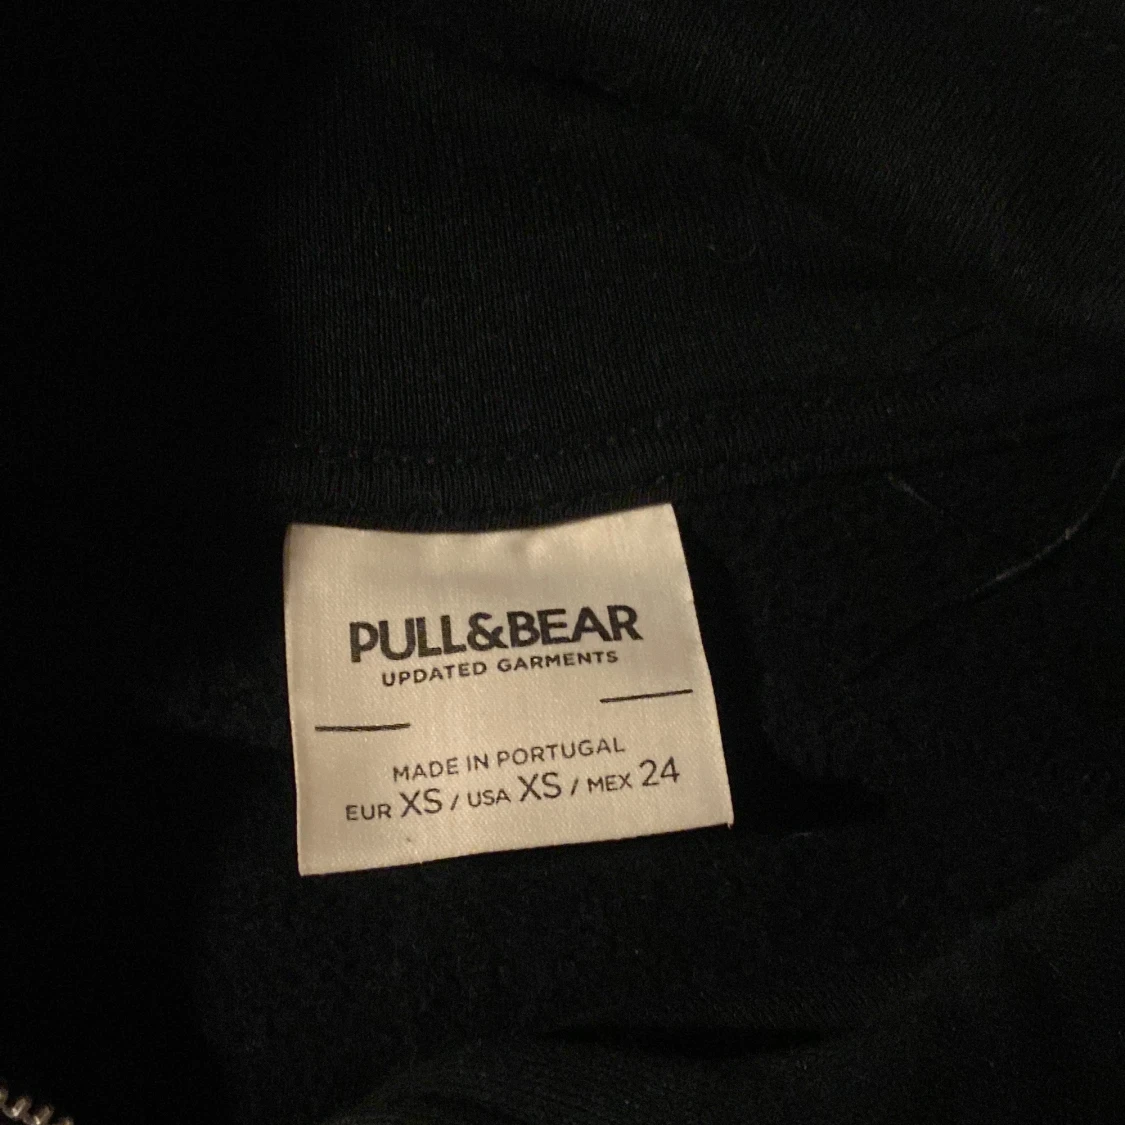 PULL&BEAR
UPDATED GARMENTS
MADE IN PORTUGAL
EUR XS / USA XS / MEX 24